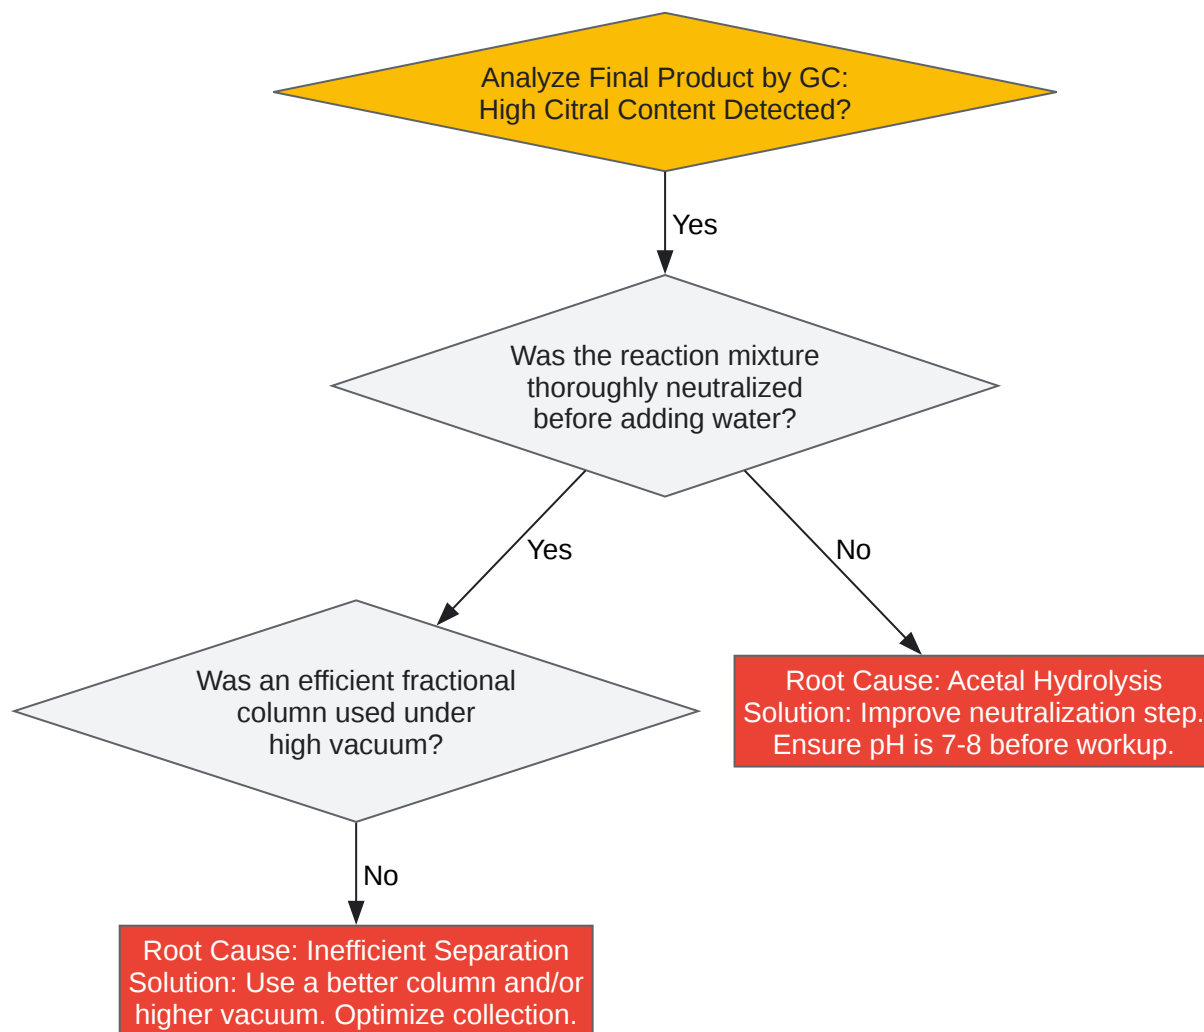 Analyze Final Product by GC:
High Citral Content Detected?
Yes
Was the reaction mixture
thoroughly neutralized
before adding water?
Yes
No
Was an efficient fractional
column used under
high vacuum?
Root Cause: Acetal Hydrolysis
Solution: Improve neutralization step.
Ensure pH is 7-8 before workup.
No
Root Cause: Inefficient Separation
Solution: Use a better column and/or
higher vacuum. Optimize collection.